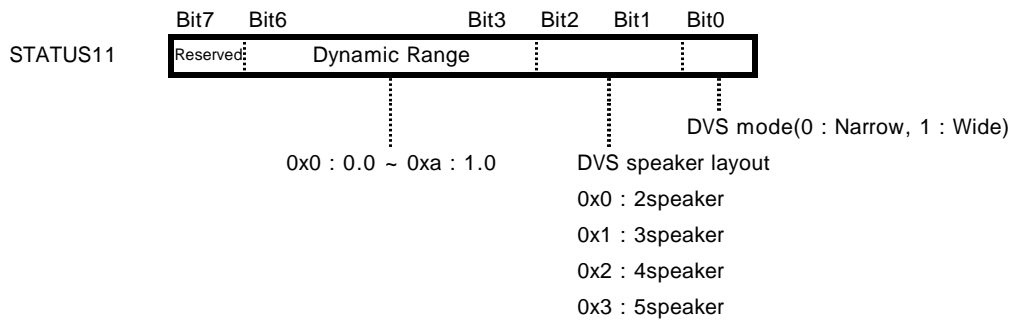 Bit7 Bit6 Bit3 Bit2 Bit1 Bit0
STATUS11 Reserved Dynamic Range
DVS mode(0 : Narrow, 1 : Wide)
0x0 : 0.0 ~ 0xa : 1.0 DVS speaker layout
0x0 : 2speaker
0x1 : 3speaker
0x2 : 4speaker
0x3 : 5speaker